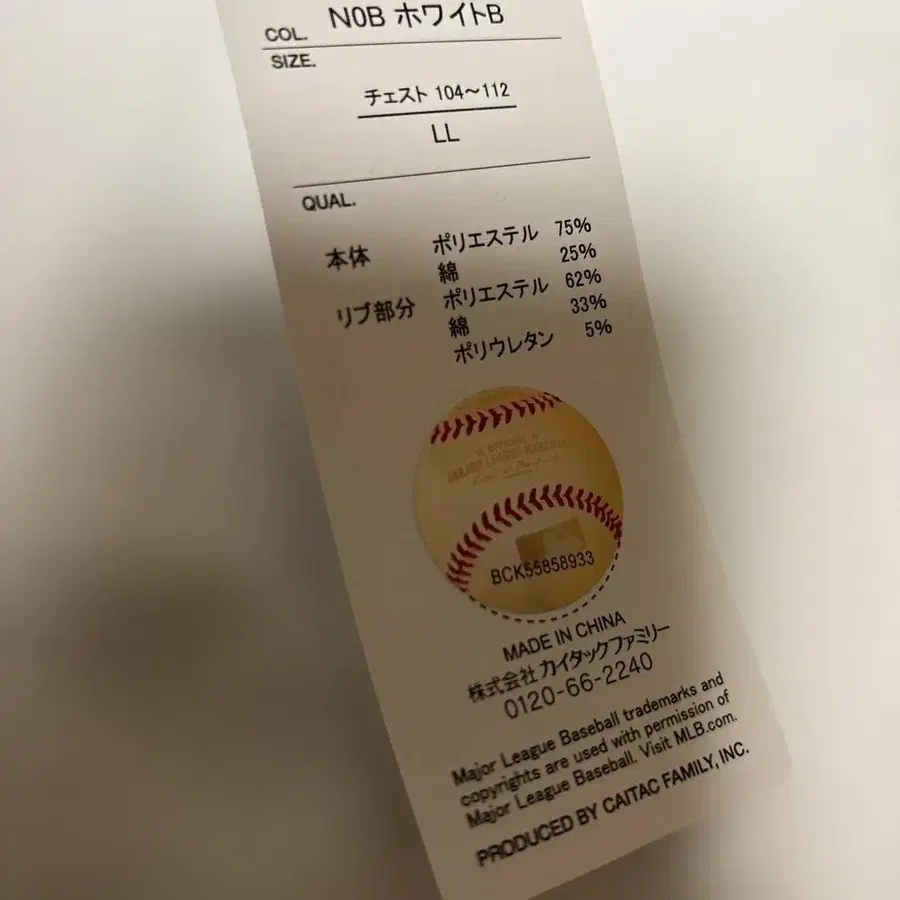 COL. N0B ホワイトB
SIZE.
チェスト 104～112
LL
QUAL.
本体 ポリエステル 75%
綿 25%
リブ部分 ポリエステル 62%
綿 33%
ポリウレタン 5%
OFFICIAL
MAJOR LEAGUE BASEBALL
BCK55858933
MADE IN CHINA
株式会社 カイタックファミリー
0120-66-2240
Major League Baseball trademarks and
copyrights are used with permission of
Major League Baseball. Visit MLB.com.
PRODUCED BY CAITAC FAMILY, INC.